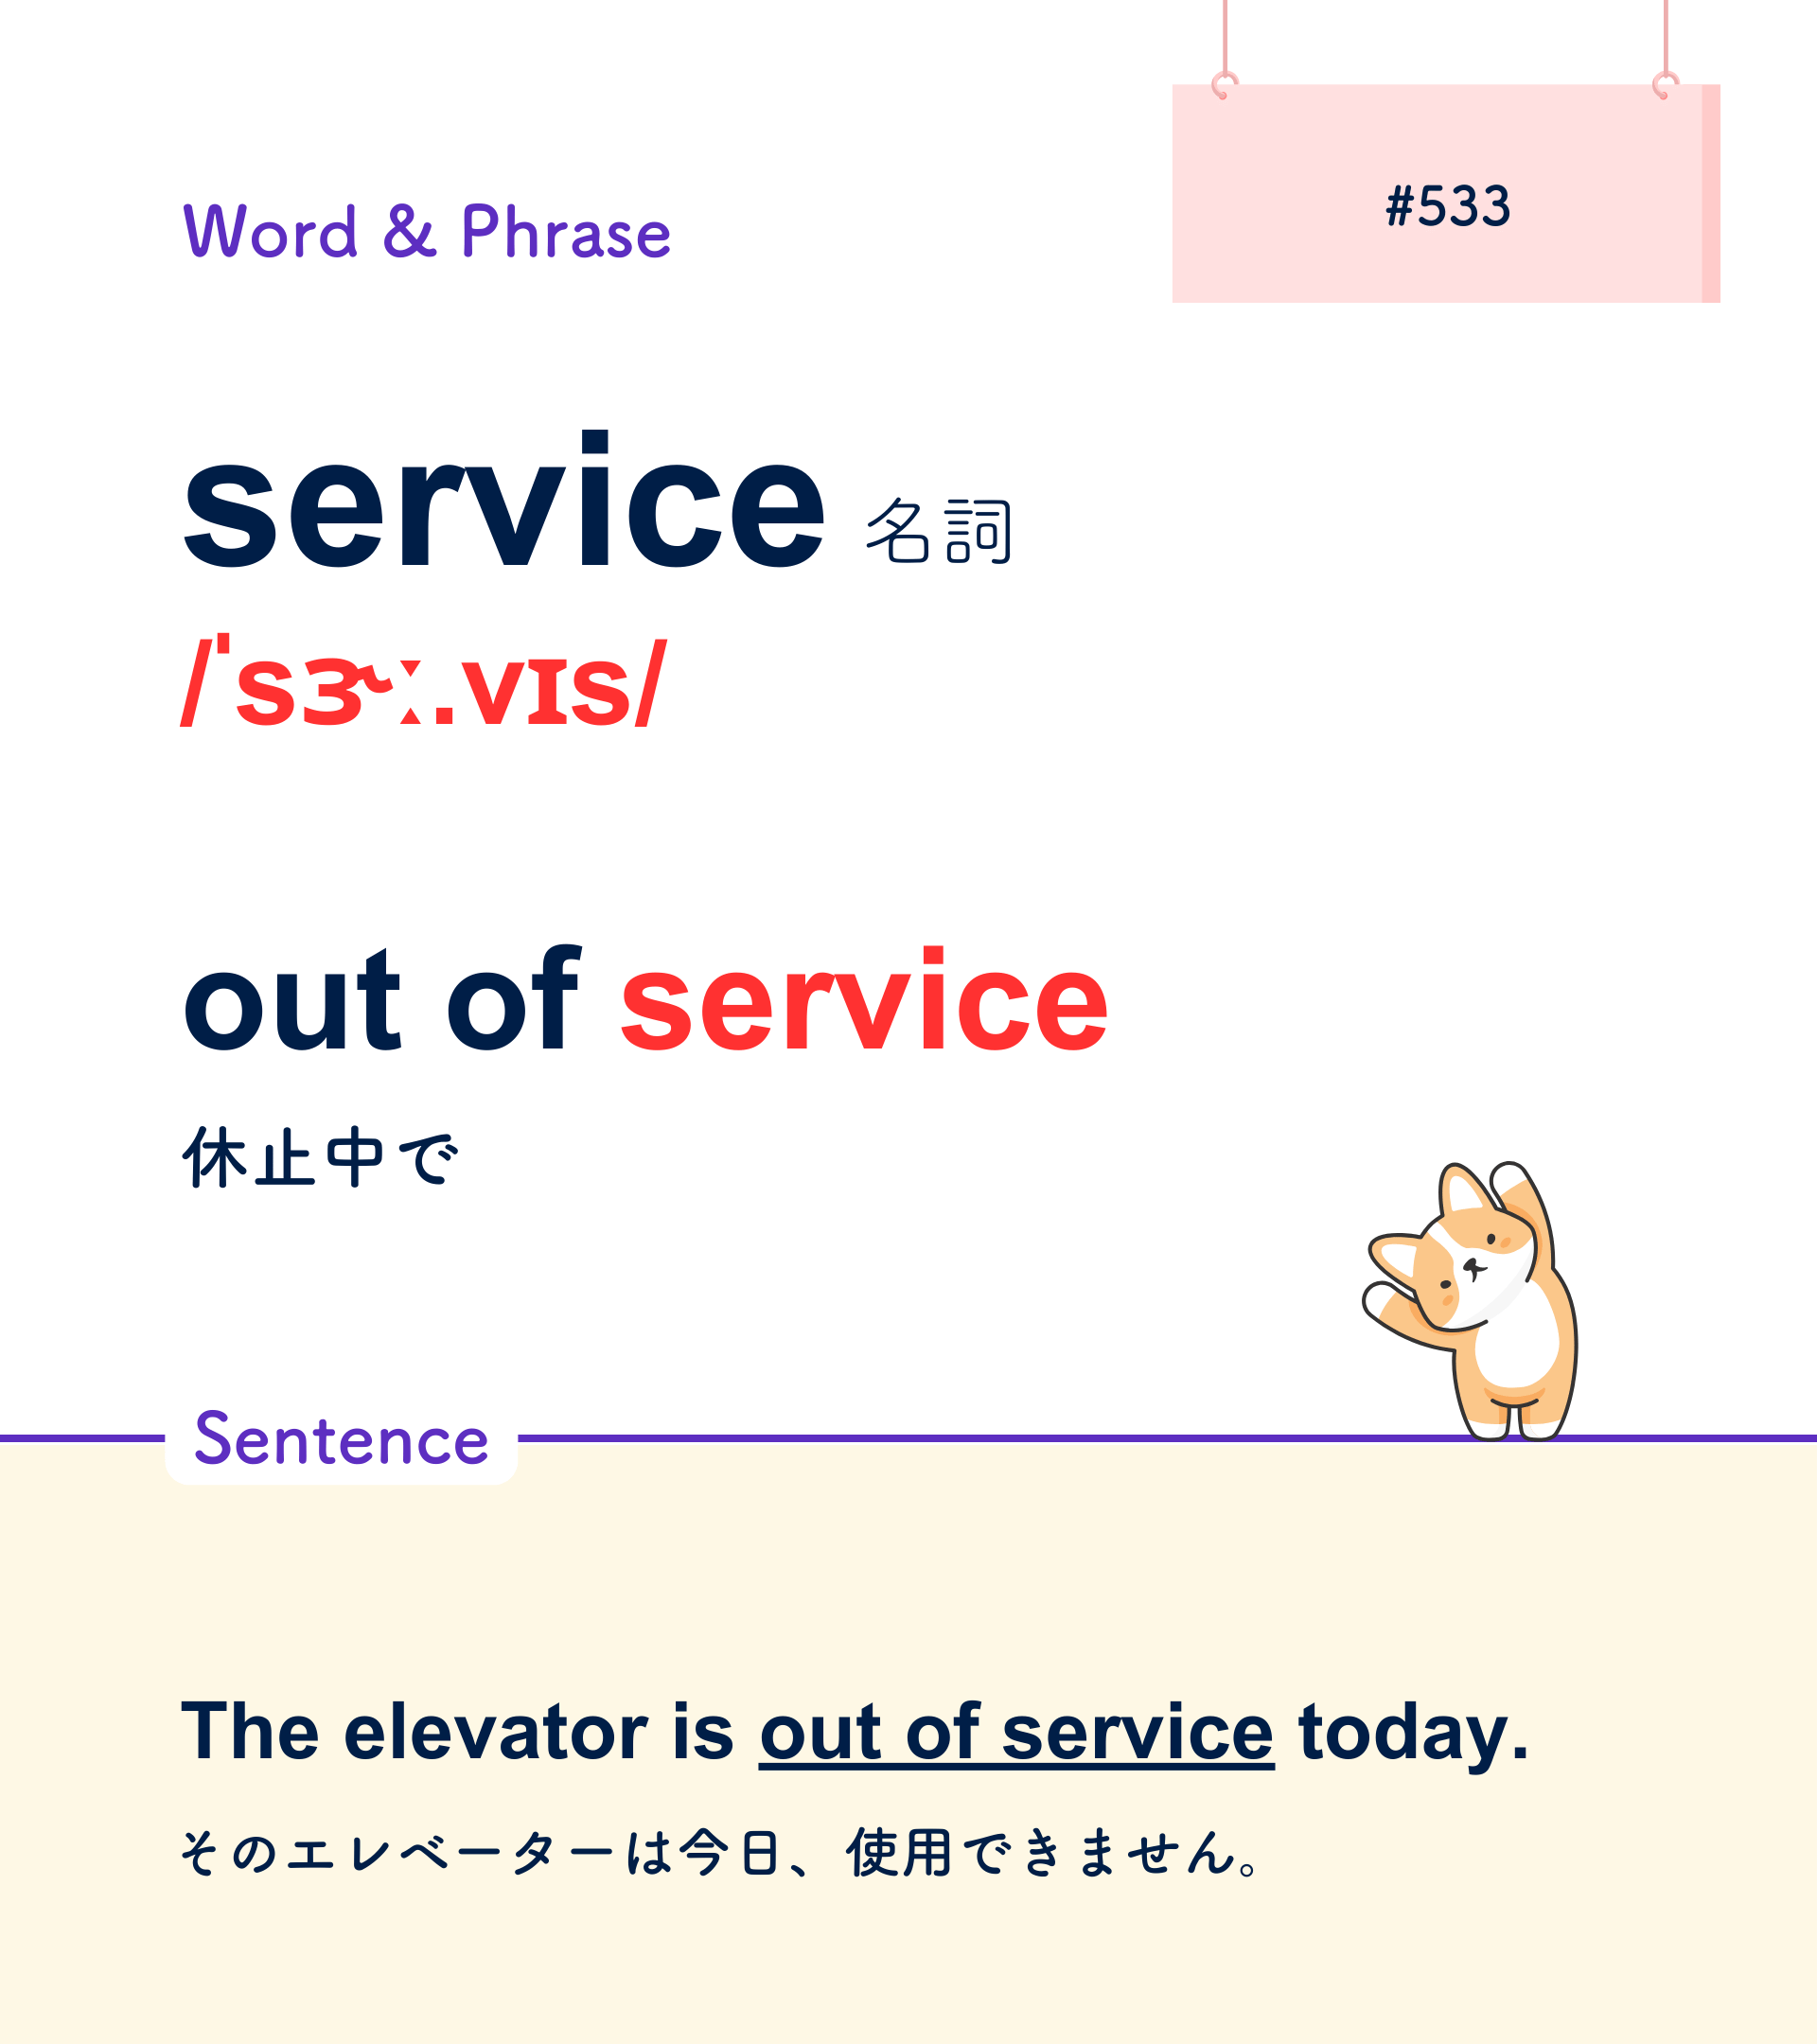 #533
Word & Phrase
service 名詞
/ˈsɝː.vɪs/
out of service
休止中で
Sentence
The elevator is out of service today.
そのエレベーターは今日、使用できません。